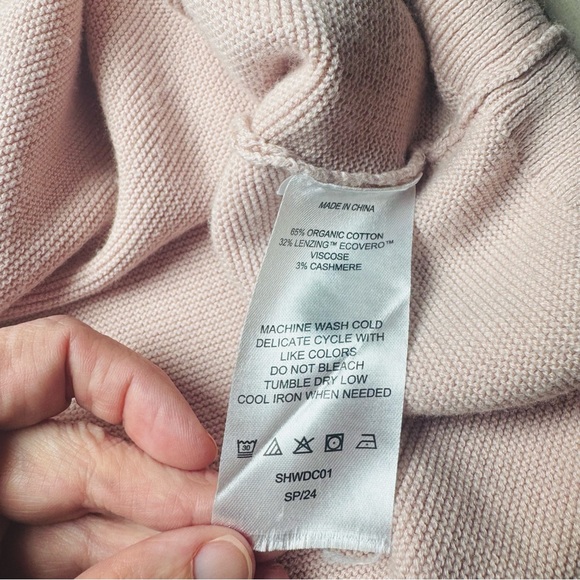 MADE IN CHINA
65% ORGANIC COTTON
32% LENZING™ ECOVERO™
VISCOSE
3% CASHMERE
MACHINE WASH COLD
DELICATE CYCLE WITH
LIKE COLORS
DO NOT BLEACH
TUMBLE DRY LOW
COOL IRON WHEN NEEDED
30
SHWDC01
SP/24